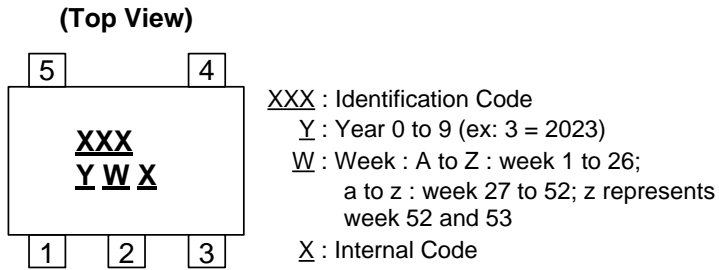 (Top View)
5 4
XXX
Y W X
1 2 3
XXX : Identification Code
Y : Year 0 to 9 (ex: 3 = 2023)
W : Week : A to Z : week 1 to 26;
a to z : week 27 to 52; z represents
week 52 and 53
X : Internal Code